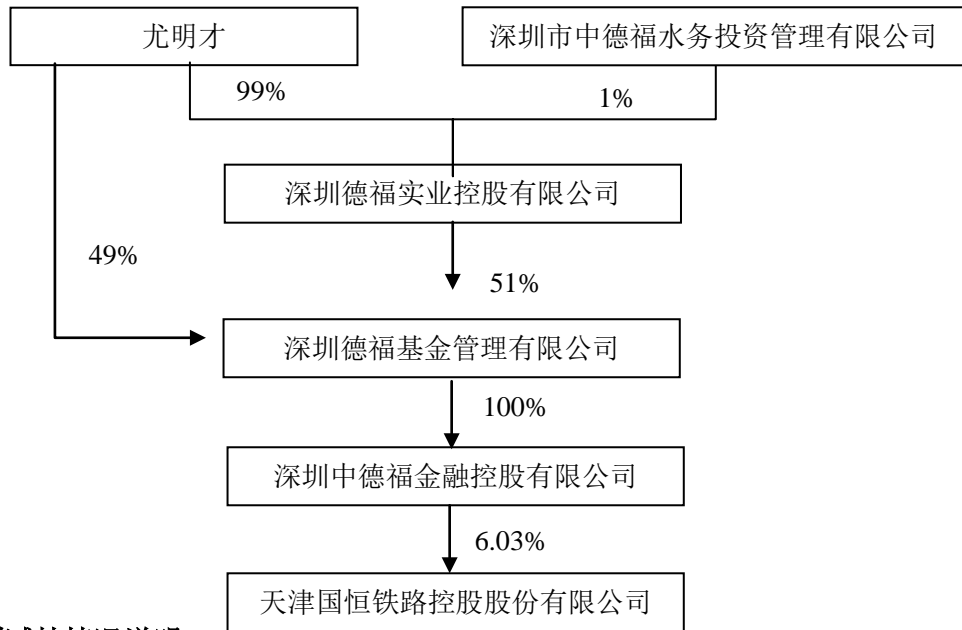 尤明才
深圳市中德福水务投资管理有限公司
99%
1%
深圳德福实业控股有限公司
49%
51%
深圳德福基金管理有限公司
100%
深圳中德福金融控股有限公司
6.03%
天津国恒铁路控股股份有限公司